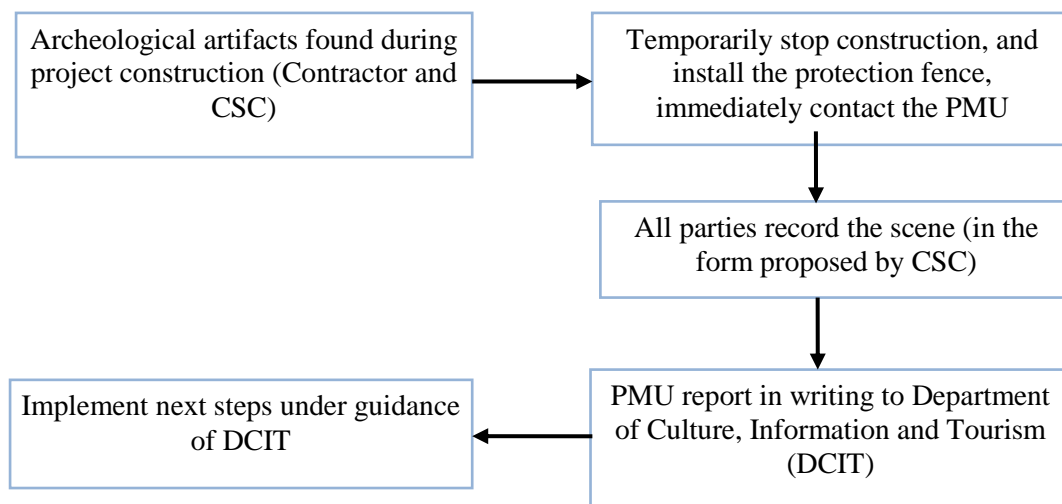 Archeological artifacts found during
project construction (Contractor and
CSC)
Temporarily stop construction, and
install the protection fence,
immediately contact the PMU
All parties record the scene (in the
form proposed by CSC)
PMU report in writing to Department
of Culture, Information and Tourism
(DCIT)
Implement next steps under guidance
of DCIT